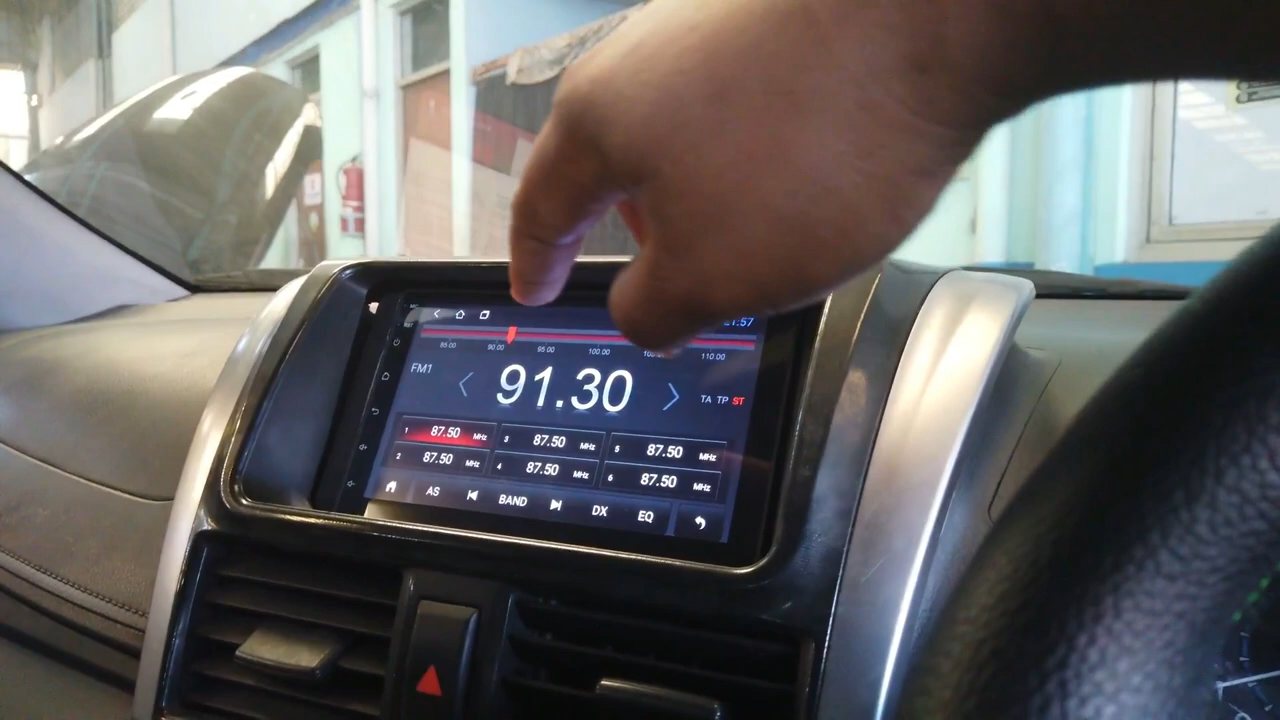 85.00 90.00 95.00 100.00 110.00
FM1
91.30
TA TP ST
1 87.50 MHz 3 87.50 MHz 5 87.50 MHz
2 87.50 MHz 4 87.50 MHz 6 87.50 MHz
AS BAND DX EQ